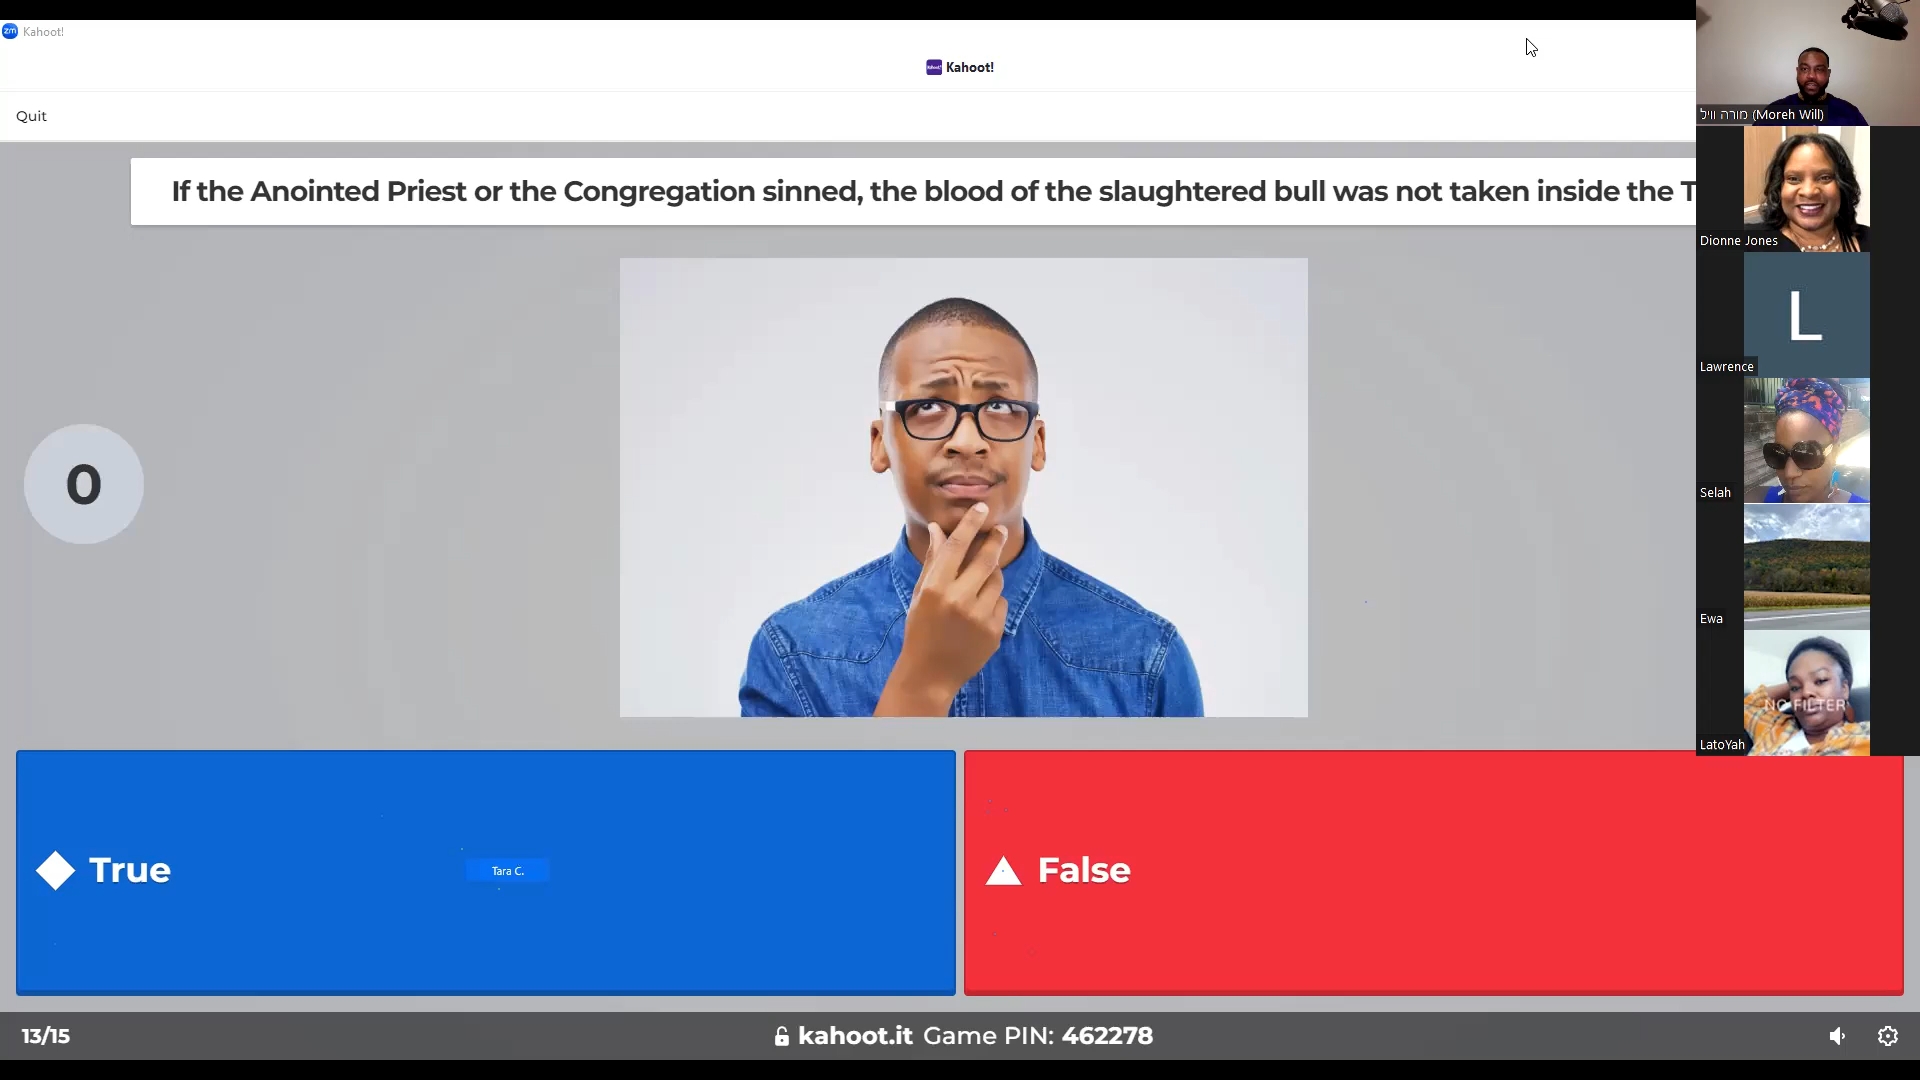 zm Kahoot!
Kahoot! Kahoot!
Quit
If the Anointed Priest or the Congregation sinned, the blood of the slaughtered bull was not taken inside the T
0
True
Tara C.
False
13/15
kahoot.it Game PIN: 462278
מורה וויל (Moreh Will)
Dionne Jones
L
Lawrence
Selah
Ewa
NO FILTER
LatoYah